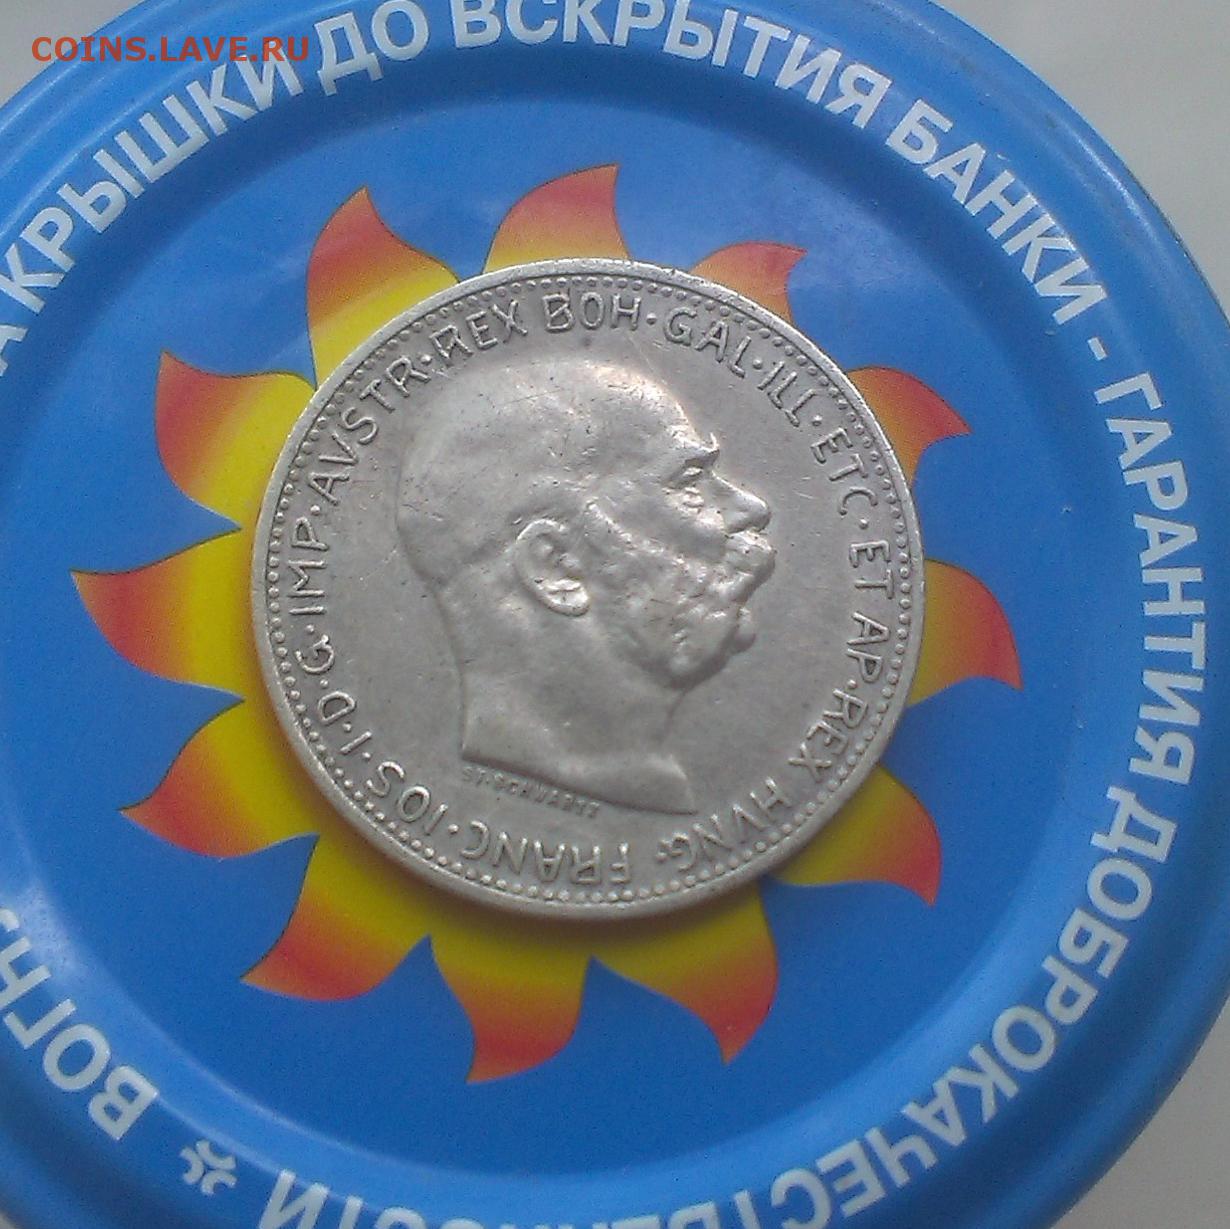 COINS.LAVE.RU
КРЫШКИ ДО ВСКРЫТИЯ БАНКИ - ГАРАНТИЯ ДОБРОКАЧЕСТВЕННОСТИ
FRANC·IOS·I·D·G·IMP·AVSTR·REX BOH·GAL·ILL·ETC·ET AP·REX HVNG·
ST·SCHWARTZ